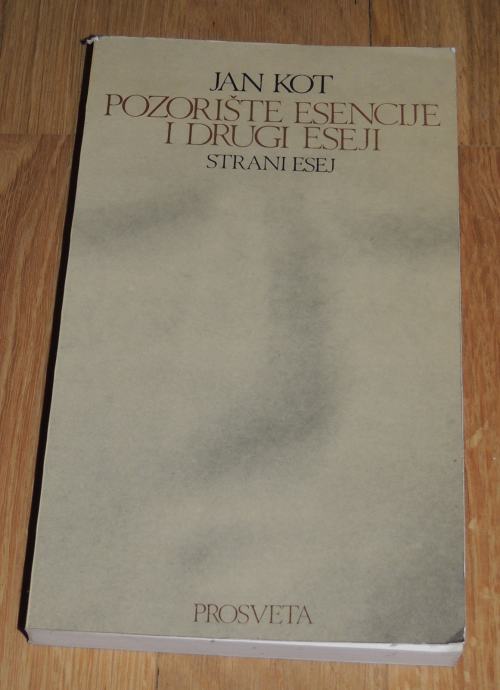 JAN KOT
POZORIŠTE ESENCIJE
I DRUGI ESEJI
STRANI ESEJ
PROSVETA